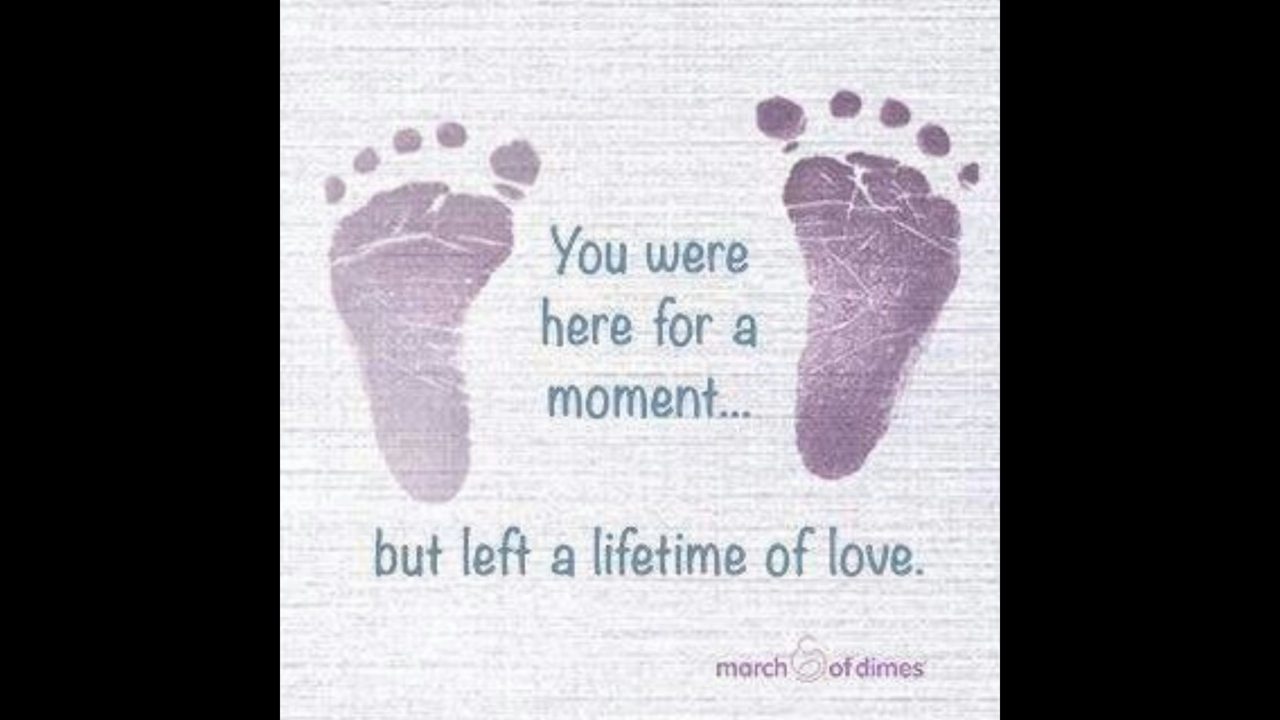 You were
here for a
moment...
but left a lifetime of love.
march of dimes